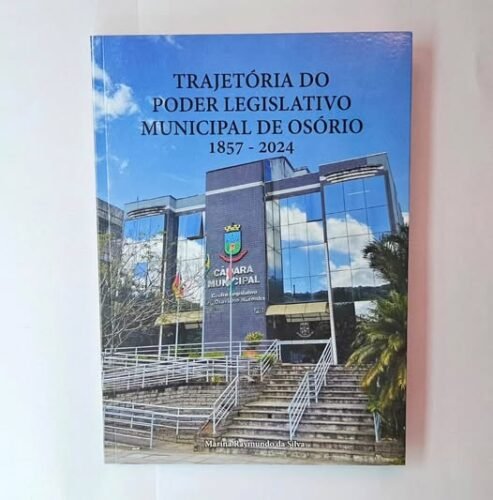 TRAJETÓRIA DO
PODER LEGISLATIVO
MUNICIPAL DE OSÓRIO
1857 - 2024
CÂMARA
MUNICIPAL
Marina Raymundo da Silva